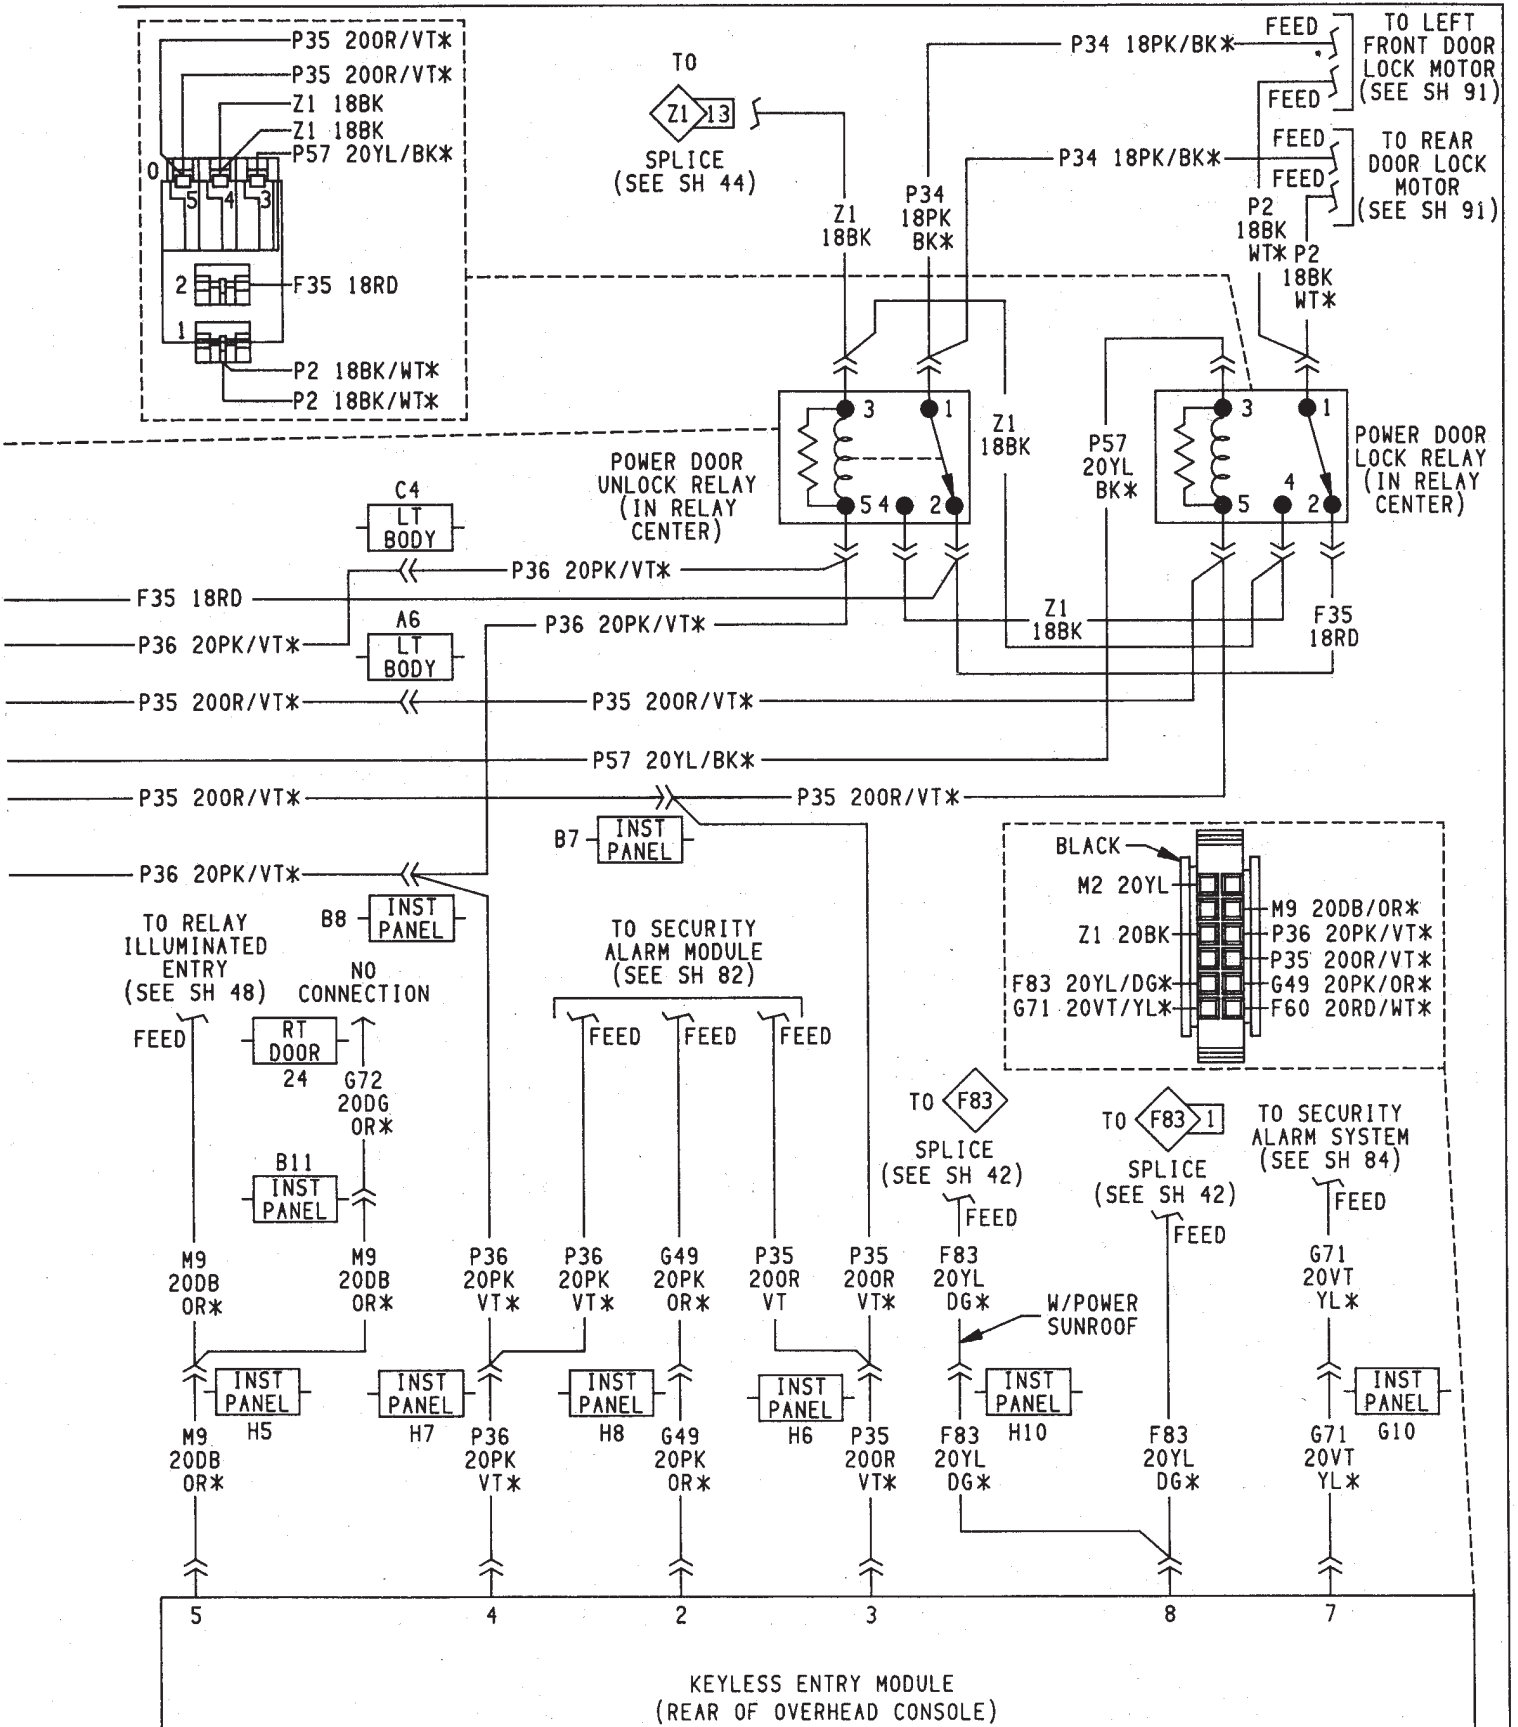 P35 20OR/VT*
P35 20OR/VT*
Z1 18BK
Z1 18BK
P57 20YL/BK*
0
5
4
3
2
F35 18RD
1
P2 18BK/WT*
P2 18BK/WT*
TO
Z1 13
SPLICE
(SEE SH 44)
Z1
18BK
P34
18PK
BK*
P34 18PK/BK*
FEED
FEED
TO LEFT
FRONT DOOR
LOCK MOTOR
(SEE SH 91)
P34 18PK/BK*
FEED
FEED
TO REAR
DOOR LOCK
MOTOR
(SEE SH 91)
P2
18BK
WT*
P2
18BK
WT*
3
1
5
4
2
POWER DOOR
UNLOCK RELAY
(IN RELAY
CENTER)
Z1
18BK
P57
20YL
BK*
3
1
4
5
2
POWER DOOR
LOCK RELAY
(IN RELAY
CENTER)
C4
LT
BODY
P36 20PK/VT*
F35 18RD
P36 20PK/VT*
A6
LT
BODY
P36 20PK/VT*
Z1
18BK
F35
18RD
P35 20OR/VT*
P35 20OR/VT*
P57 20YL/BK*
P35 20OR/VT*
P35 20OR/VT*
B7
INST
PANEL
P36 20PK/VT*
B8
INST
PANEL
BLACK
M2 20YL
M9 20DB/OR*
Z1 20BK
P36 20PK/VT*
P35 20OR/VT*
F83 20YL/DG*
G49 20PK/OR*
G71 20VT/YL*
F60 20RD/WT*
TO RELAY
ILLUMINATED
ENTRY
(SEE SH 48)
FEED
NO
CONNECTION
RT
DOOR
24
G72
20DG
OR*
B11
INST
PANEL
TO SECURITY
ALARM MODULE
(SEE SH 82)
FEED
FEED
FEED
TO F83
SPLICE
(SEE SH 42)
FEED
TO F83 1
SPLICE
(SEE SH 42)
FEED
TO SECURITY
ALARM SYSTEM
(SEE SH 84)
FEED
M9
20DB
OR*
M9
20DB
OR*
P36
20PK
VT*
P36
20PK
VT*
G49
20PK
OR*
P35
20OR
VT
P35
20OR
VT*
F83
20YL
DG*
W/POWER
SUNROOF
G71
20VT
YL*
INST
PANEL
H5
INST
PANEL
H7
INST
PANEL
H8
INST
PANEL
H6
INST
PANEL
H10
INST
PANEL
G10
M9
20DB
OR*
P36
20PK
VT*
G49
20PK
OR*
P35
20OR
VT*
F83
20YL
DG*
F83
20YL
DG*
G71
20VT
YL*
5
4
2
3
8
7
KEYLESS ENTRY MODULE
(REAR OF OVERHEAD CONSOLE)